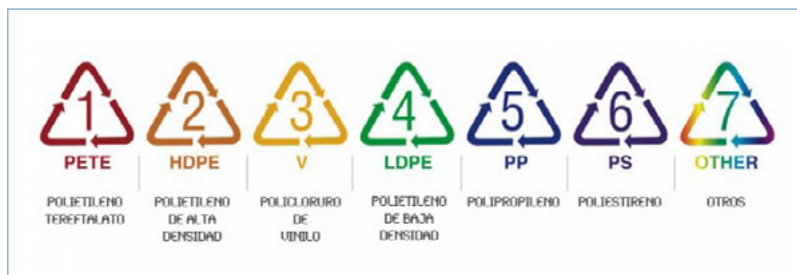 1 2 3 4 5 6 7
PETE HDPE V LDPE PP PS OTHER
POLIETILENO POLIETILENO POLICLORURO POLIETILENO POLIPROPILENO POLIESTIRENO OTROS
TEREFTALATO DE ALTA DE DE BAJA
DENSIDAD VINILO DENSIDAD